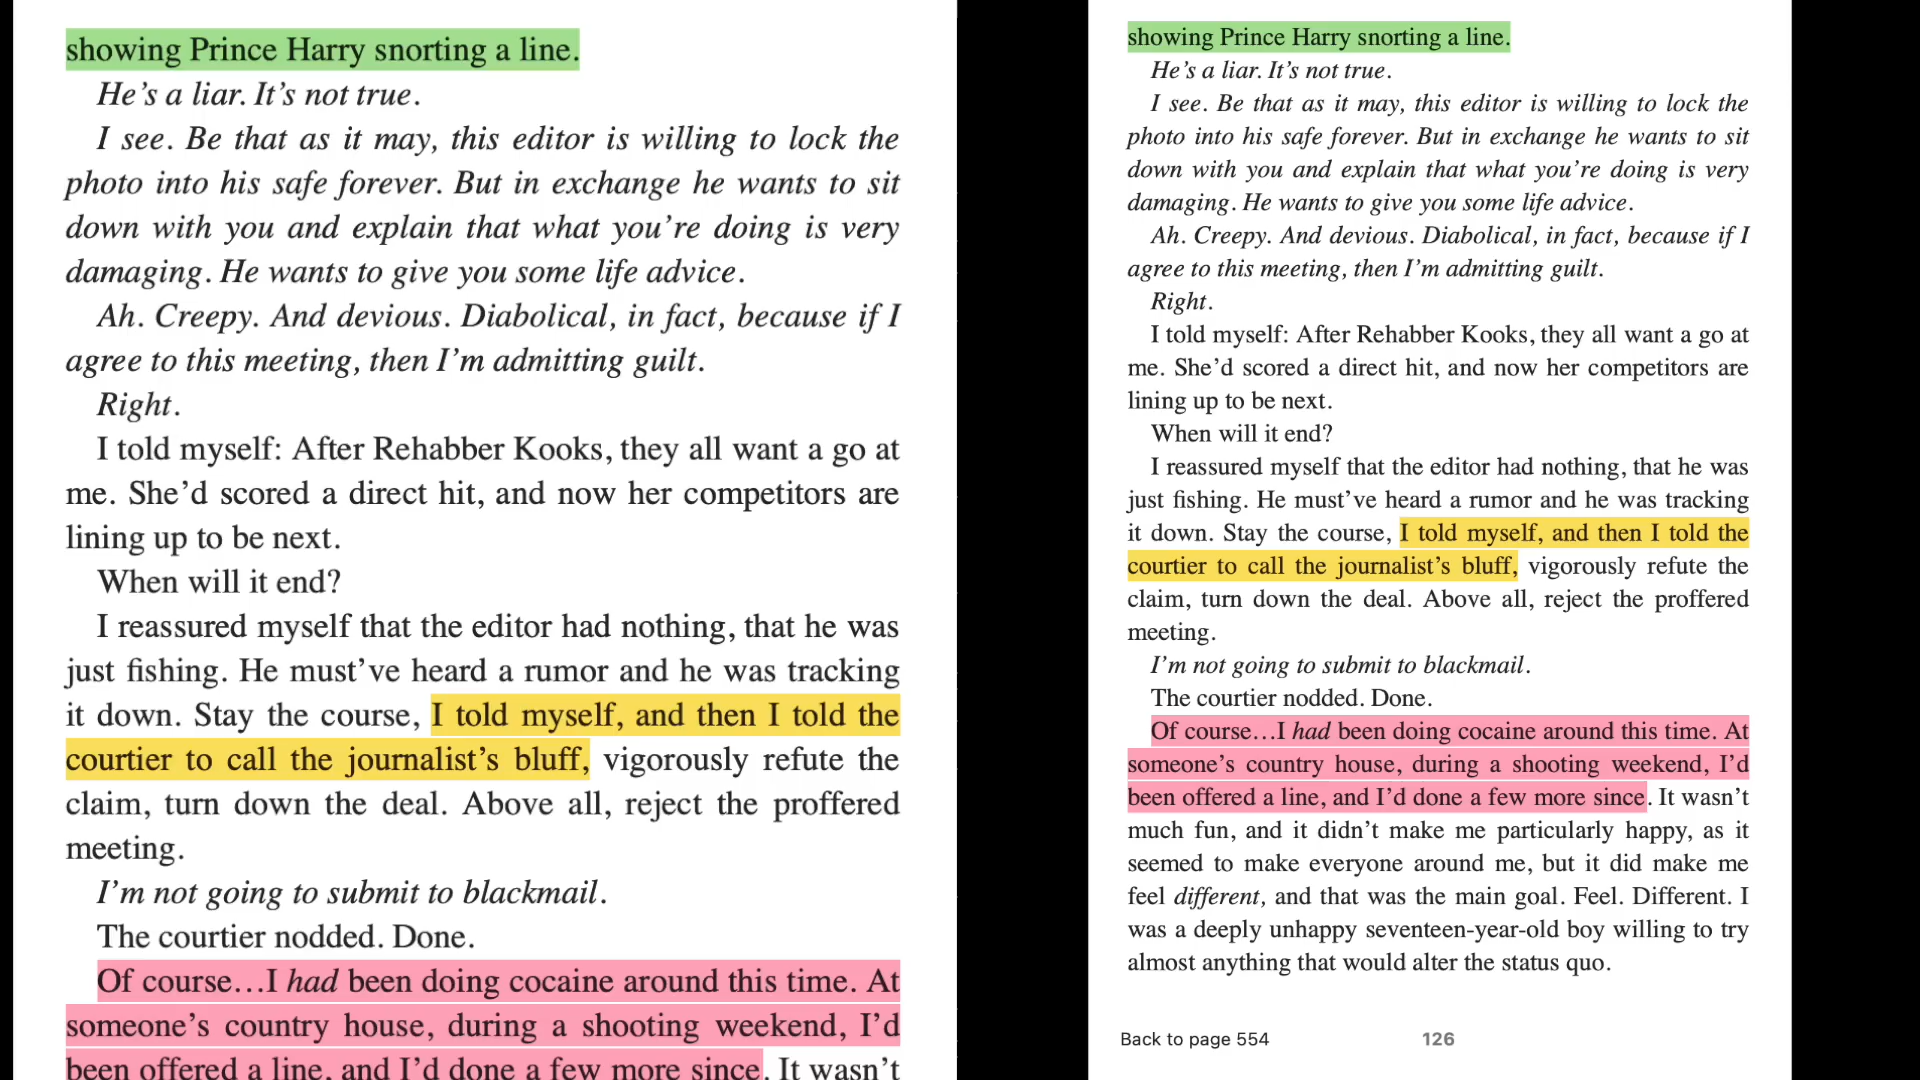 showing Prince Harry snorting a line.
He’s a liar. It’s not true.
I see. Be that as it may, this editor is willing to lock the
photo into his safe forever. But in exchange he wants to sit
down with you and explain that what you’re doing is very
damaging. He wants to give you some life advice.
Ah. Creepy. And devious. Diabolical, in fact, because if I
agree to this meeting, then I’m admitting guilt.
Right.
I told myself: After Rehabber Kooks, they all want a go at
me. She’d scored a direct hit, and now her competitors are
lining up to be next.
When will it end?
I reassured myself that the editor had nothing, that he was
just fishing. He must’ve heard a rumor and he was tracking
it down. Stay the course, I told myself, and then I told the
courtier to call the journalist’s bluff, vigorously refute the
claim, turn down the deal. Above all, reject the proffered
meeting.
I’m not going to submit to blackmail.
The courtier nodded. Done.
Of course…I had been doing cocaine around this time. At
someone’s country house, during a shooting weekend, I’d
been offered a line, and I’d done a few more since. It wasn’t
showing Prince Harry snorting a line.
He’s a liar. It’s not true.
I see. Be that as it may, this editor is willing to lock the
photo into his safe forever. But in exchange he wants to sit
down with you and explain that what you’re doing is very
damaging. He wants to give you some life advice.
Ah. Creepy. And devious. Diabolical, in fact, because if I
agree to this meeting, then I’m admitting guilt.
Right.
I told myself: After Rehabber Kooks, they all want a go at
me. She’d scored a direct hit, and now her competitors are
lining up to be next.
When will it end?
I reassured myself that the editor had nothing, that he was
just fishing. He must’ve heard a rumor and he was tracking
it down. Stay the course, I told myself, and then I told the
courtier to call the journalist’s bluff, vigorously refute the
claim, turn down the deal. Above all, reject the proffered
meeting.
I’m not going to submit to blackmail.
The courtier nodded. Done.
Of course…I had been doing cocaine around this time. At
someone’s country house, during a shooting weekend, I’d
been offered a line, and I’d done a few more since. It wasn’t
much fun, and it didn’t make me particularly happy, as it
seemed to make everyone around me, but it did make me
feel different, and that was the main goal. Feel. Different. I
was a deeply unhappy seventeen-year-old boy willing to try
almost anything that would alter the status quo.
Back to page 554
126